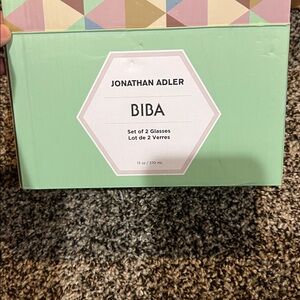 JONATHAN ADLER
BIBA
Set of 2 Glasses
Lot de 2 Verres